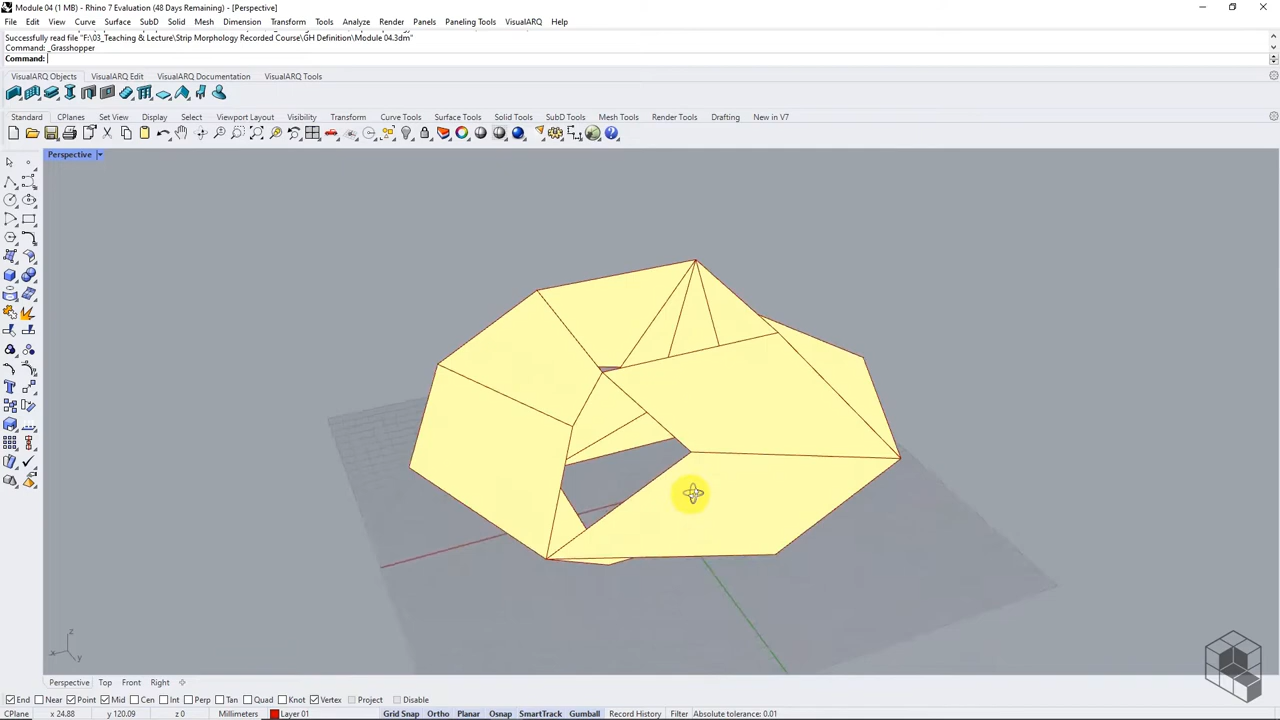 Module 04 (1 MB) - Rhino 7 Evaluation (48 Days Remaining) - [Perspective]
File Edit View Curve Surface SubD Solid Mesh Dimension Transform Tools Analyze Render Panels Paneling Tools VisualARQ Help
Successfully read file "F:\03_Teaching & Lecture\Strip Morphology Recorded Course\GH Definition\Module 04.3dm"
Command: _Grasshopper
Command:
VisualARQ Objects VisualARQ Edit VisualARQ Documentation VisualARQ Tools
Standard CPlanes Set View Display Select Viewport Layout Visibility Transform Curve Tools Surface Tools Solid Tools SubD Tools Mesh Tools Render Tools Drafting New in V7
Perspective
z
x
y
Perspective Top Front Right
End Near Point Mid Cen Int Perp Tan Quad Knot Vertex Project Disable
CPlane x 24.88 y 120.09 z 0 Millimeters Layer 01 Grid Snap Ortho Planar Osnap SmartTrack Gumball Record History Filter Absolute tolerance: 0.01